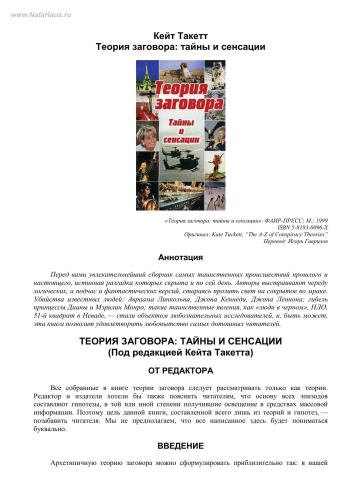 www.NataHaus.ru
Кейт Такетт
Теория заговора: тайны и сенсации
Теория
заговора
Тайны
и
сенсации
«Теория заговора: тайны и сенсации»: ФАИР-ПРЕСС; М.: 1999
ISBN 5-8183-0096-X
Оригинал: Kate Tuckett, “The A-Z of Conspiracy Theories”
Перевод: Игорь Гаврилов
Аннотация
Перед вами увлекательнейший сборник самых таинственных происшествий прошлого и
настоящего, истинная разгадка которых скрыта и по сей день. Авторы выстраивают череду
логических, а подчас и фантастических версий, стараясь пролить свет на сокрытое во мраке.
Убийства известных людей: Авраама Линкольна, Джона Кеннеди, Джона Леннона; гибель
принцессы Дианы и Мэрилин Монро; такие таинственные явления, как «люди в черном», НЛО,
51-й квадрат в Неваде, — стали объектом любознательных исследователей, и, быть может,
эта книга позволит удовлетворить любопытство самых дотошных читателей.
ТЕОРИЯ ЗАГОВОРА: ТАЙНЫ И СЕНСАЦИИ
(Под редакцией Кейта Такетта)
ОТ РЕДАКТОРА
Все собранные в книге теории заговора следует рассматривать только как теории.
Редактор и издатели хотели бы также пояснить читателям, что основу всех эпизодов
составляют гипотезы, в той или иной степени получившие освещение в средствах массовой
информации. Поэтому цель данной книги, составленной всего лишь из теорий и гипотез, —
позабавить читателя. Мы не предполагаем, что все написанное здесь будет пониматься
буквально.
ВВЕДЕНИЕ
Архетипичную теорию заговора можно сформулировать приблизительно так: в нашей